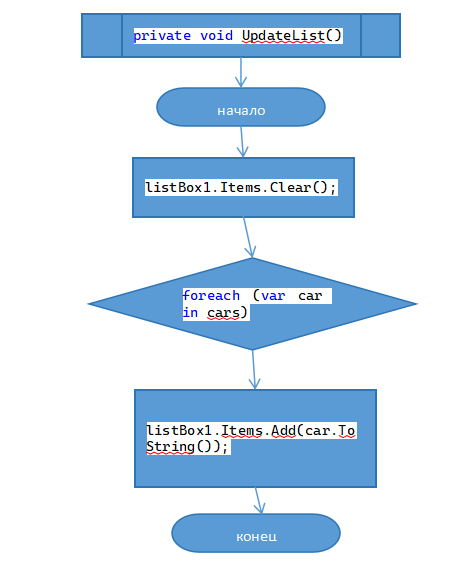 private void UpdateList()
начало
listBox1.Items.Clear();
foreach (var car
in cars)
listBox1.Items.Add(car.To
String());
конец